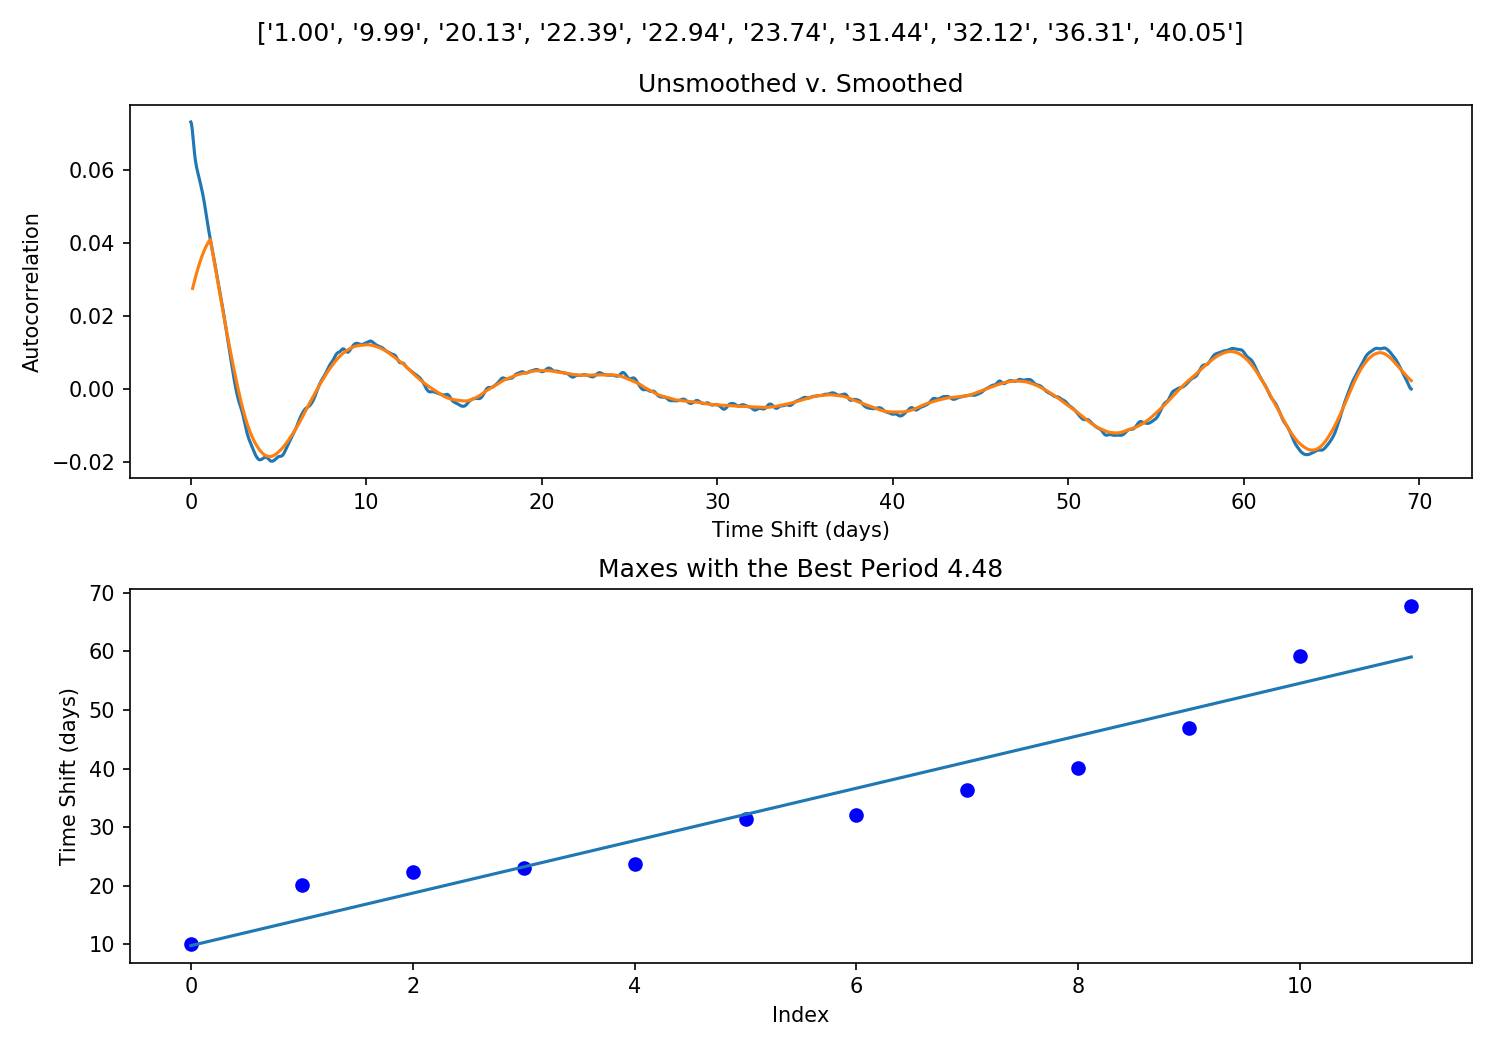 ['1.00', '9.99', '20.13', '22.39', '22.94', '23.74', '31.44', '32.12', '36.31', '40.05']
Unsmoothed v. Smoothed
Autocorrelation
0.06
0.04
0.02
0.00
−0.02
0 10 20 30 40 50 60 70
Time Shift (days)
Maxes with the Best Period 4.48
Time Shift (days)
70
60
50
40
30
20
10
0 2 4 6 8 10
Index